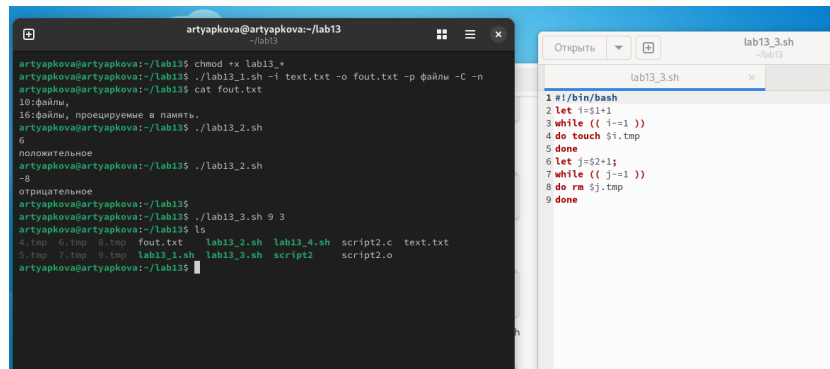 artyapkova@artyapkova:~/lab13
~/lab13
artyapkova@artyapkova:~/lab13$ chmod +x lab13_*
artyapkova@artyapkova:~/lab13$ ./lab13_1.sh -i text.txt -o fout.txt -p файлы -C -n
artyapkova@artyapkova:~/lab13$ cat fout.txt
10:файлы,
16:файлы, проецируемые в память.
artyapkova@artyapkova:~/lab13$ ./lab13_2.sh
6
положительное
artyapkova@artyapkova:~/lab13$ ./lab13_2.sh
-8
отрицательное
artyapkova@artyapkova:~/lab13$
artyapkova@artyapkova:~/lab13$ ./lab13_3.sh 9 3
artyapkova@artyapkova:~/lab13$ ls
4.tmp 6.tmp 8.tmp fout.txt lab13_2.sh lab13_4.sh script2.c text.txt
5.tmp 7.tmp 9.tmp lab13_1.sh lab13_3.sh script2 script2.o
artyapkova@artyapkova:~/lab13$
h
Открыть
lab13_3.sh
~/lab13
lab13_3.sh
1 #!/bin/bash
2 let i=$1+1
3 while (( i-=1 ))
4 do touch $i.tmp
5 done
6 let j=$2+1;
7 while (( j-=1 ))
8 do rm $j.tmp
9 done